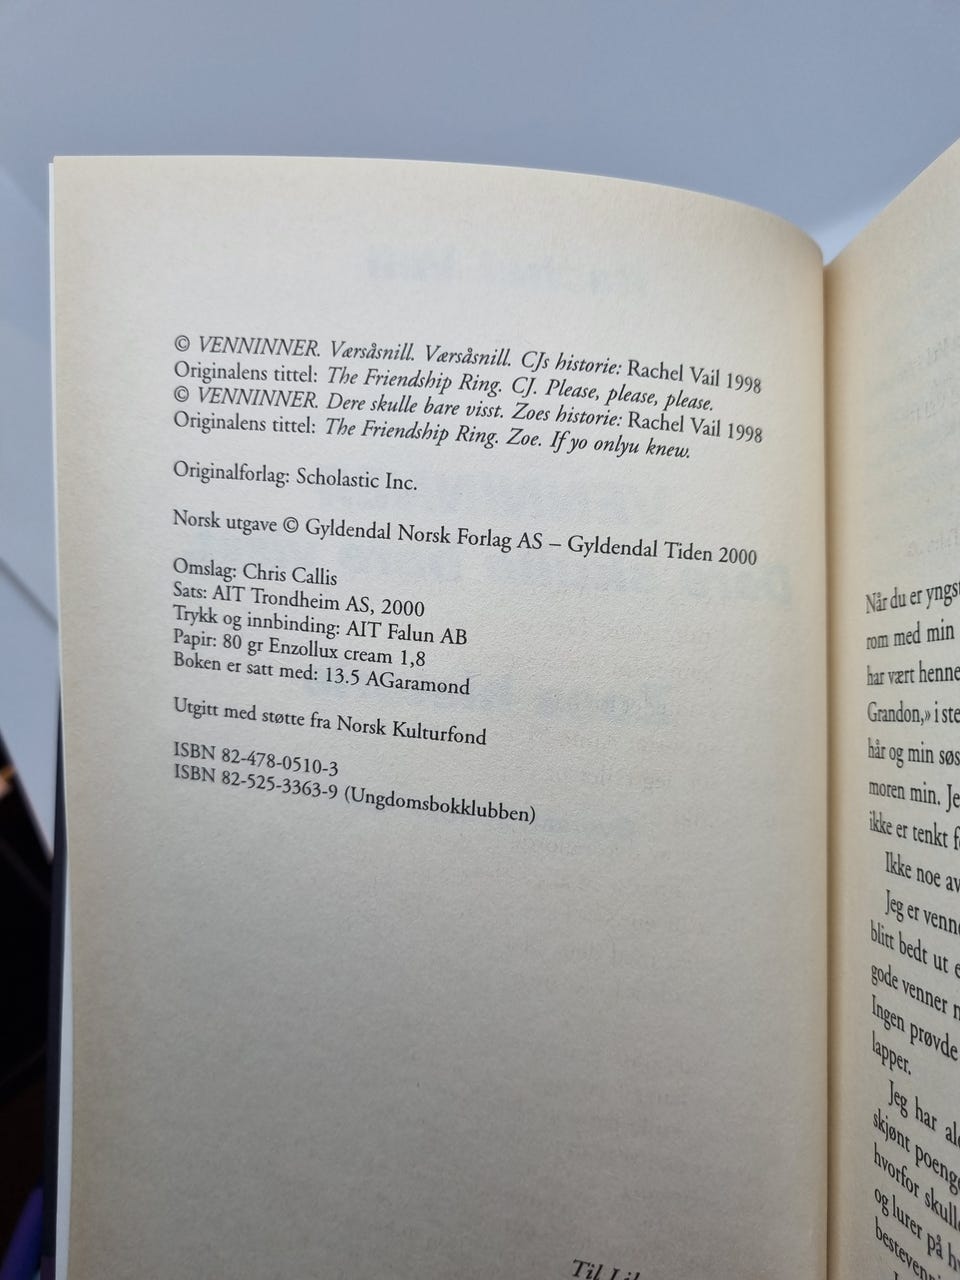 © VENNINNER. Værsåsnill. Værsåsnill. CJs historie: Rachel Vail 1998
Originalens tittel: The Friendship Ring. CJ. Please, please, please.
© VENNINNER. Dere skulle bare visst. Zoes historie: Rachel Vail 1998
Originalens tittel: The Friendship Ring. Zoe. If yo onlyu knew.
Originalforlag: Scholastic Inc.
Norsk utgave © Gyldendal Norsk Forlag AS – Gyldendal Tiden 2000
Omslag: Chris Callis
Sats: AIT Trondheim AS, 2000
Trykk og innbinding: AIT Falun AB
Papir: 80 gr Enzollux cream 1,8
Boken er satt med: 13.5 AGaramond
Utgitt med støtte fra Norsk Kulturfond
ISBN 82-478-0510-3
ISBN 82-525-3363-9 (Ungdomsbokklubben)
Til
Når du er yngst
rom med min
har vært henne
Grandon,» i ste
hår og min søs
moren min. Je
ikke er tenkt f
Ikke noe av
Jeg er venn
blitt bedt ut e
gode venner
Ingen prøvde
lapper.
Jeg har ale
skjønt poenge
hvorfor skulle
og lurer på hv
bestevenni